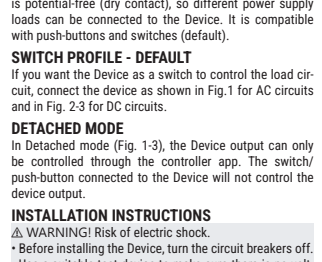 is potential-free (dry contact), so different power supply
loads can be connected to the Device. It is compatible
with push-buttons and switches (default).
SWITCH PROFILE - DEFAULT
If you want the Device as a switch to control the load cir-
cuit, connect the device as shown in Fig.1 for AC circuits
and in Fig. 2-3 for DC circuits.
DETACHED MODE
In Detached mode (Fig. 1-3), the Device output can only
be controlled through the controller app. The switch/
push-button connected to the Device will not control the
device output.
INSTALLATION INSTRUCTIONS
⚠ WARNING! Risk of electric shock.
• Before installing the Device, turn the circuit breakers off.